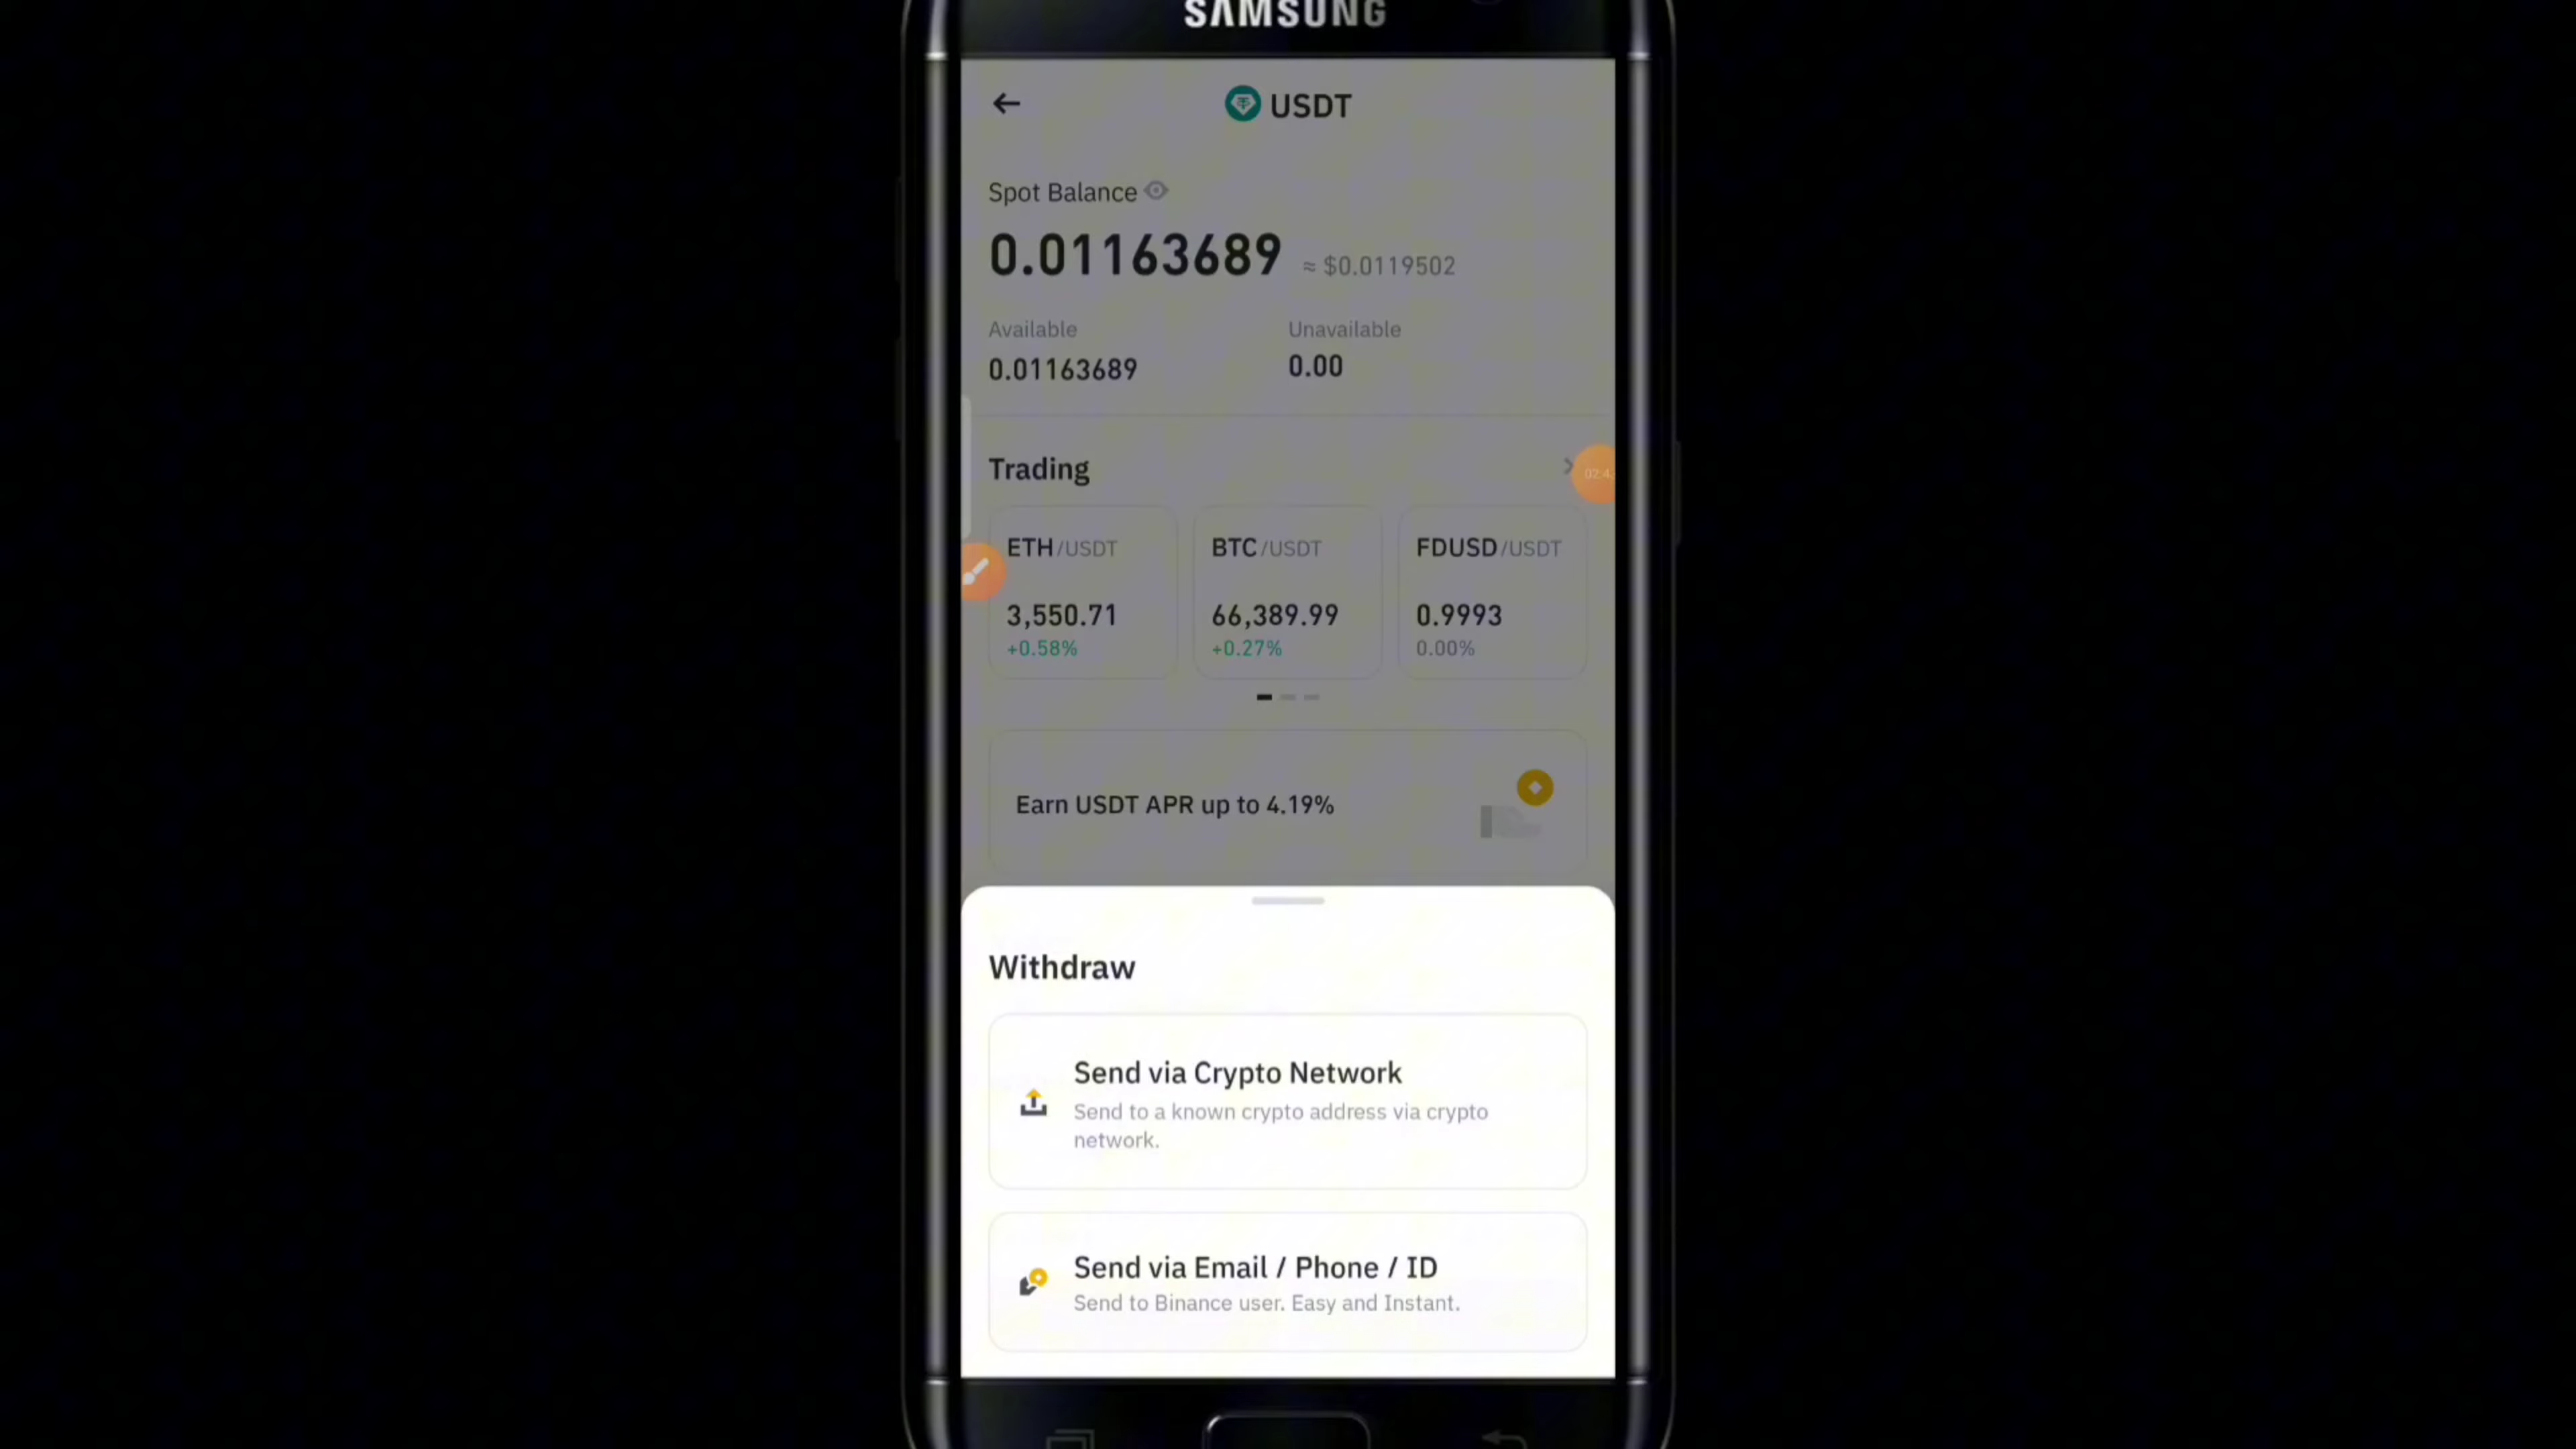 SAMSUNG
USDT
Spot Balance
0.01163689 ≈ $0.0119502
Available Unavailable
0.01163689 0.00
Trading
02:4
ETH/USDT BTC/USDT FDUSD/USDT
3,550.71 66,389.99 0.9993
+0.58% +0.27% 0.00%
Earn USDT APR up to 4.19%
Withdraw
Send via Crypto Network
Send to a known crypto address via crypto
network.
Send via Email / Phone / ID
Send to Binance user. Easy and Instant.